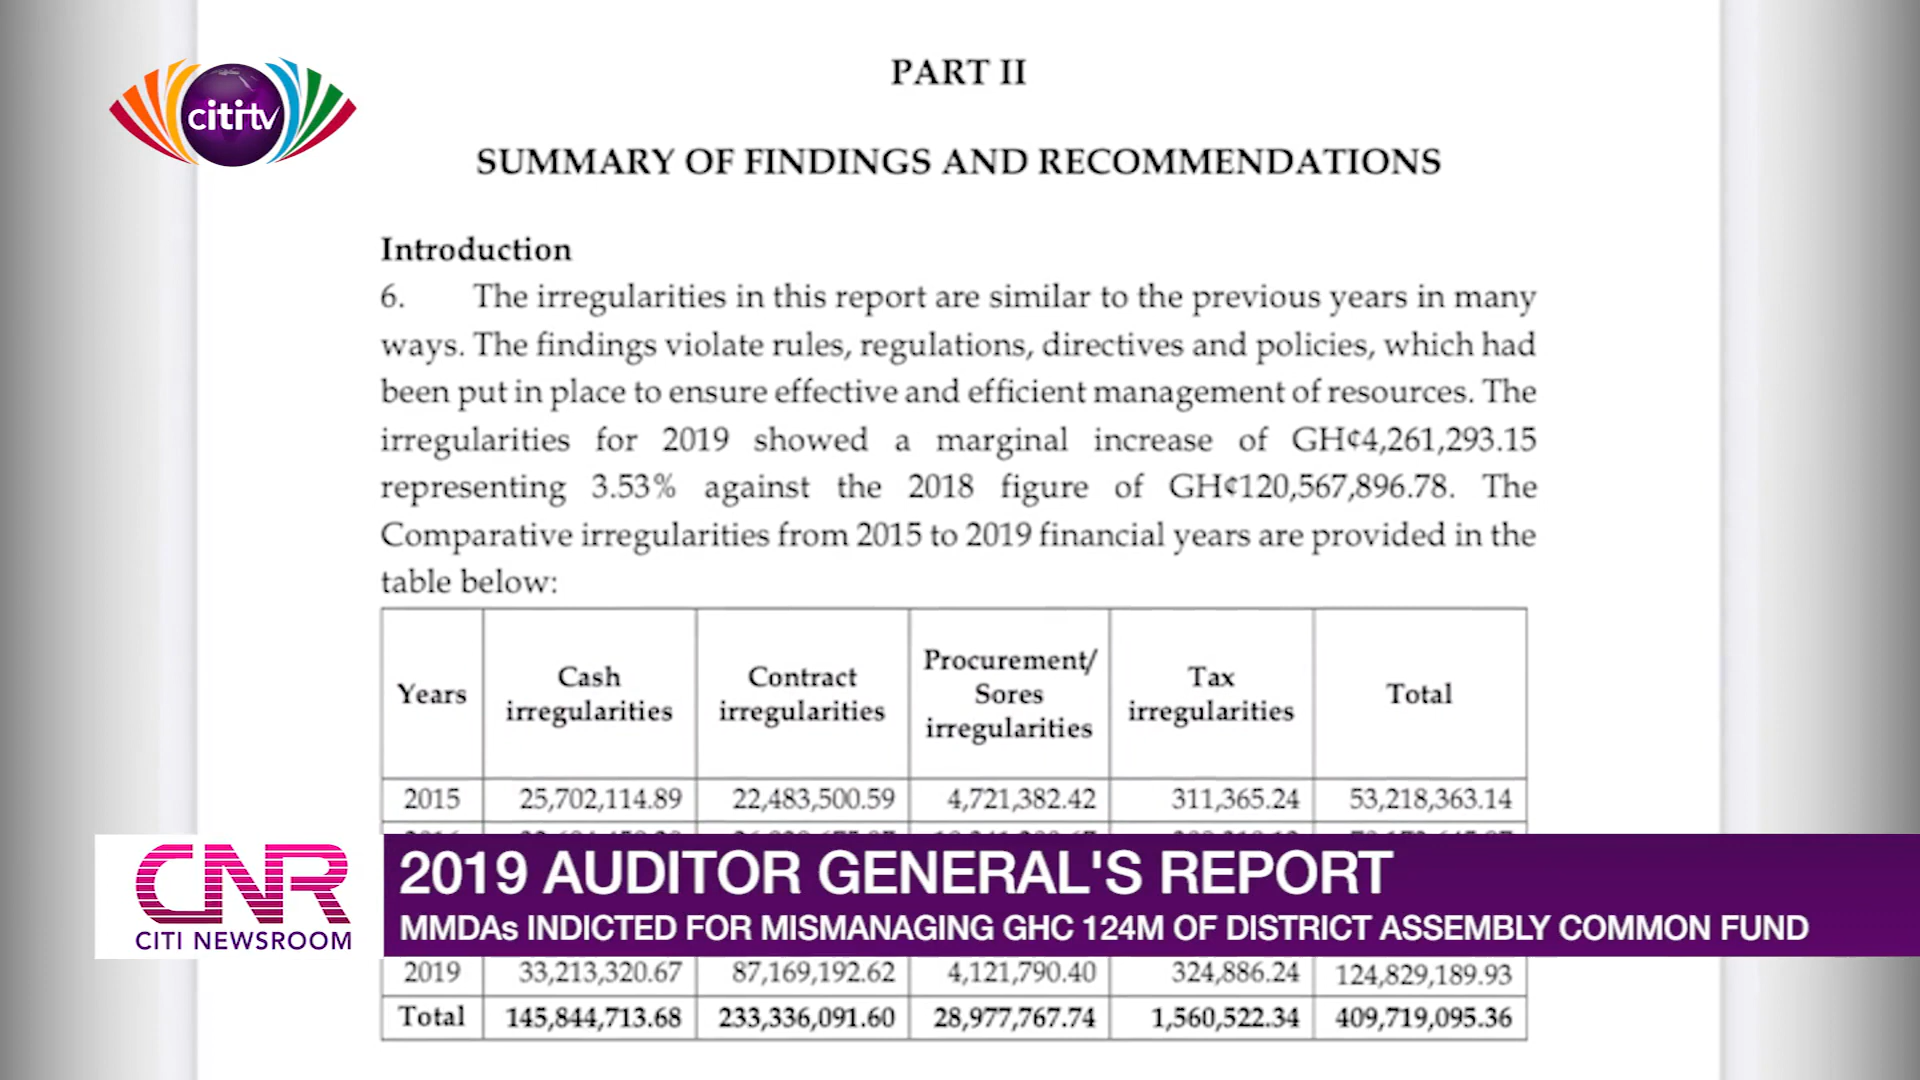 PART II
cititv
SUMMARY OF FINDINGS AND RECOMMENDATIONS
Introduction
6. The irregularities in this report are similar to the previous years in many
ways. The findings violate rules, regulations, directives and policies, which had
been put in place to ensure effective and efficient management of resources. The
irregularities for 2019 showed a marginal increase of GH¢4,261,293.15
representing 3.53% against the 2018 figure of GH¢120,567,896.78. The
Comparative irregularities from 2015 to 2019 financial years are provided in the
table below:
Years Cash irregularities Contract irregularities Procurement/ Sores irregularities Tax irregularities Total
2015 25,702,114.89 22,483,500.59 4,721,382.42 311,365.24 53,218,363.14
CNR
CITI NEWSROOM
2019 AUDITOR GENERAL'S REPORT
MMDAs INDICTED FOR MISMANAGING GHC 124M OF DISTRICT ASSEMBLY COMMON FUND
2019 33,213,320.67 87,169,192.62 4,121,790.40 324,886.24 124,829,189.93
Total 145,844,713.68 233,336,091.60 28,977,767.74 1,560,522.34 409,719,095.36